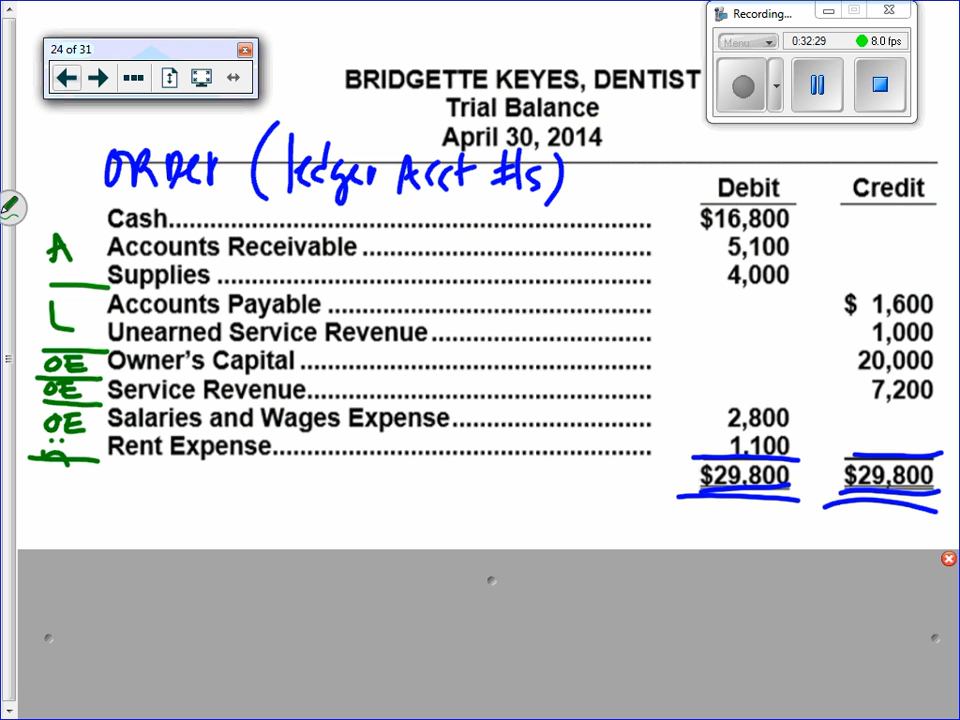 Recording...
24 of 31
Menu
0:32:29
8.0 fps
BRIDGETTE KEYES, DENTIST
Trial Balance
April 30, 2014
ORDER (ledger Acct #s)
Debit Credit
Cash $16,800
A Accounts Receivable 5,100
Supplies 4,000
L Accounts Payable $ 1,600
Unearned Service Revenue 1,000
OE Owner's Capital 20,000
OE Service Revenue 7,200
OE Salaries and Wages Expense 2,800
Rent Expense 1,100
$29,800 $29,800